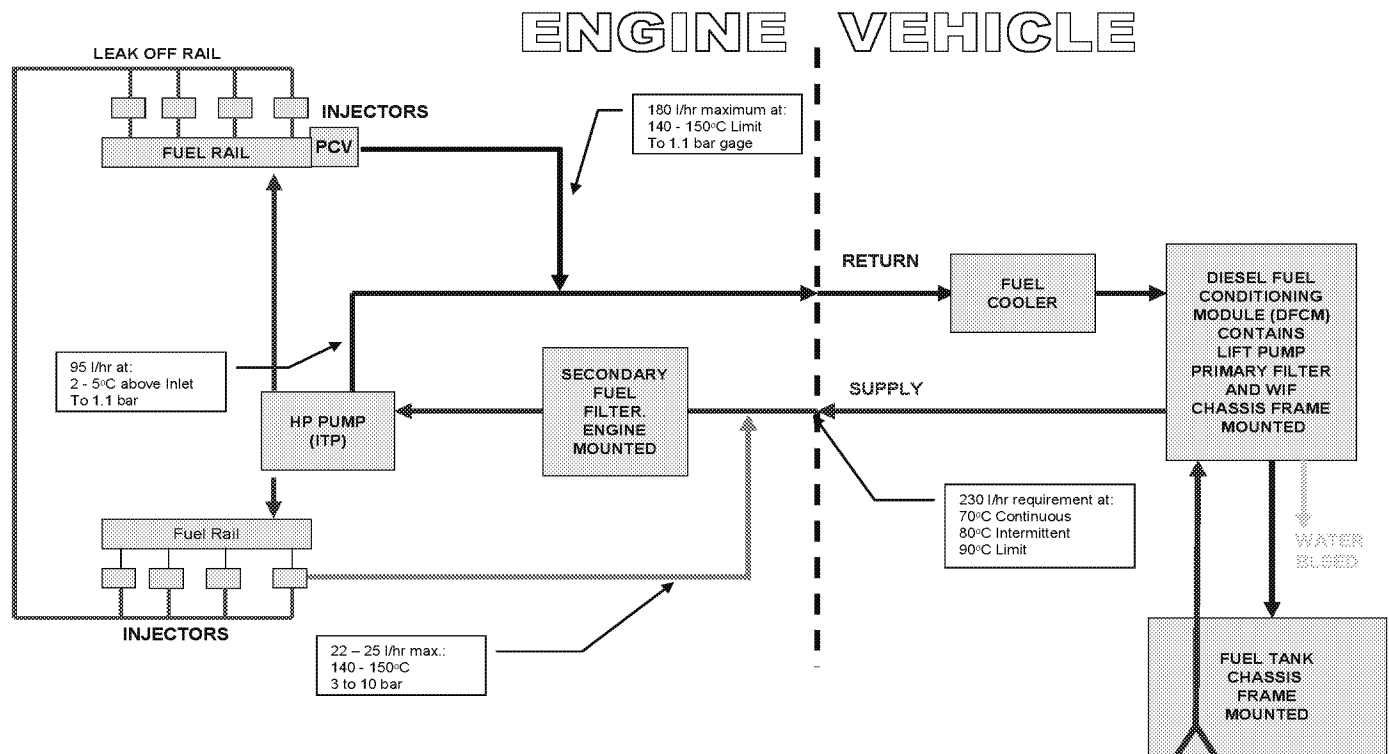 ENGINE VEHICLE
LEAK OFF RAIL
INJECTORS
FUEL RAIL
PCV
180 l/hr maximum at:
140 - 150°C Limit
To 1.1 bar gage
RETURN
FUEL
COOLER
DIESEL FUEL
CONDITIONING
MODULE (DFCM)
CONTAINS
LIFT PUMP
PRIMARY FILTER
AND WIF
CHASSIS FRAME
MOUNTED
95 l/hr at:
2 - 5°C above Inlet
To 1.1 bar
HP PUMP
(ITP)
SECONDARY
FUEL
FILTER.
ENGINE
MOUNTED
SUPPLY
230 l/hr requirement at:
70°C Continuous
80°C Intermittent
90°C Limit
WATER
BLEED
Fuel Rail
INJECTORS
22 – 25 l/hr max.:
140 - 150°C
3 to 10 bar
FUEL TANK
CHASSIS
FRAME
MOUNTED